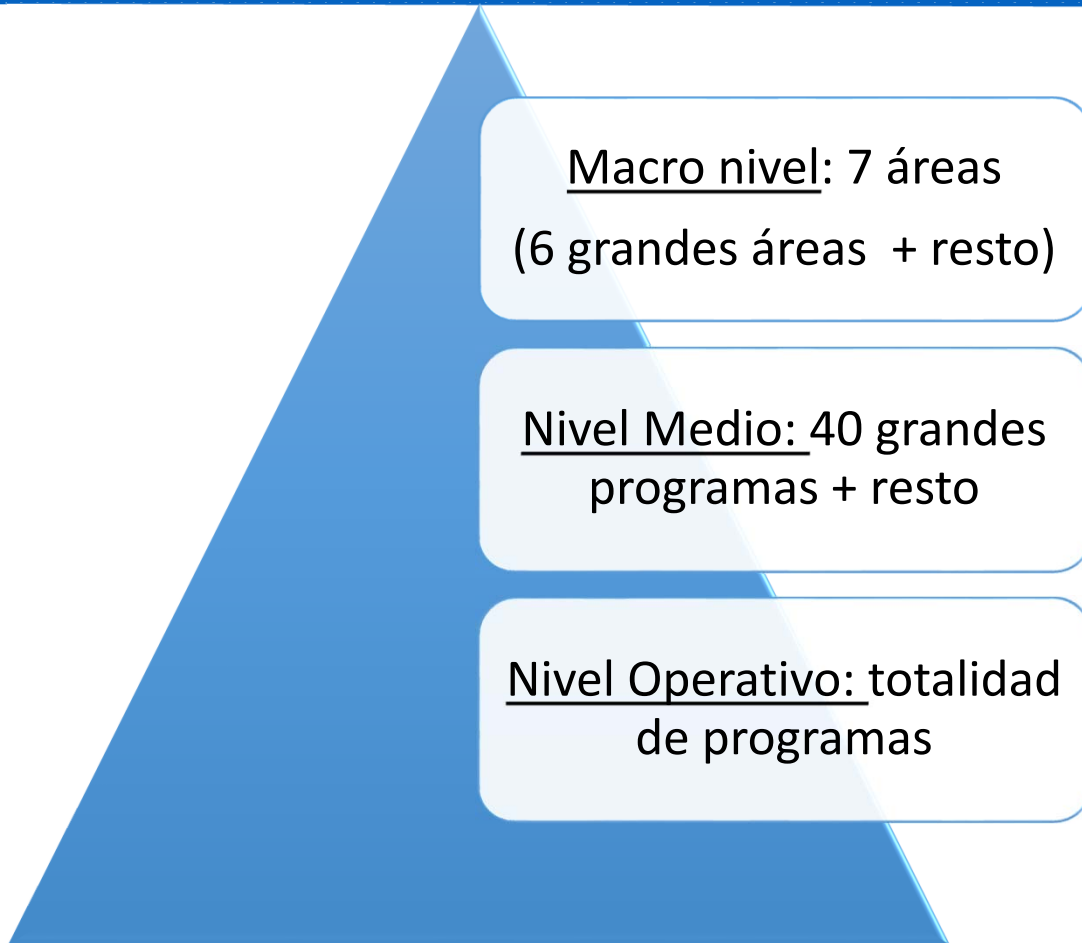 Macro nivel: 7 áreas
(6 grandes áreas + resto)
Nivel Medio: 40 grandes
programas + resto
Nivel Operativo: totalidad
de programas